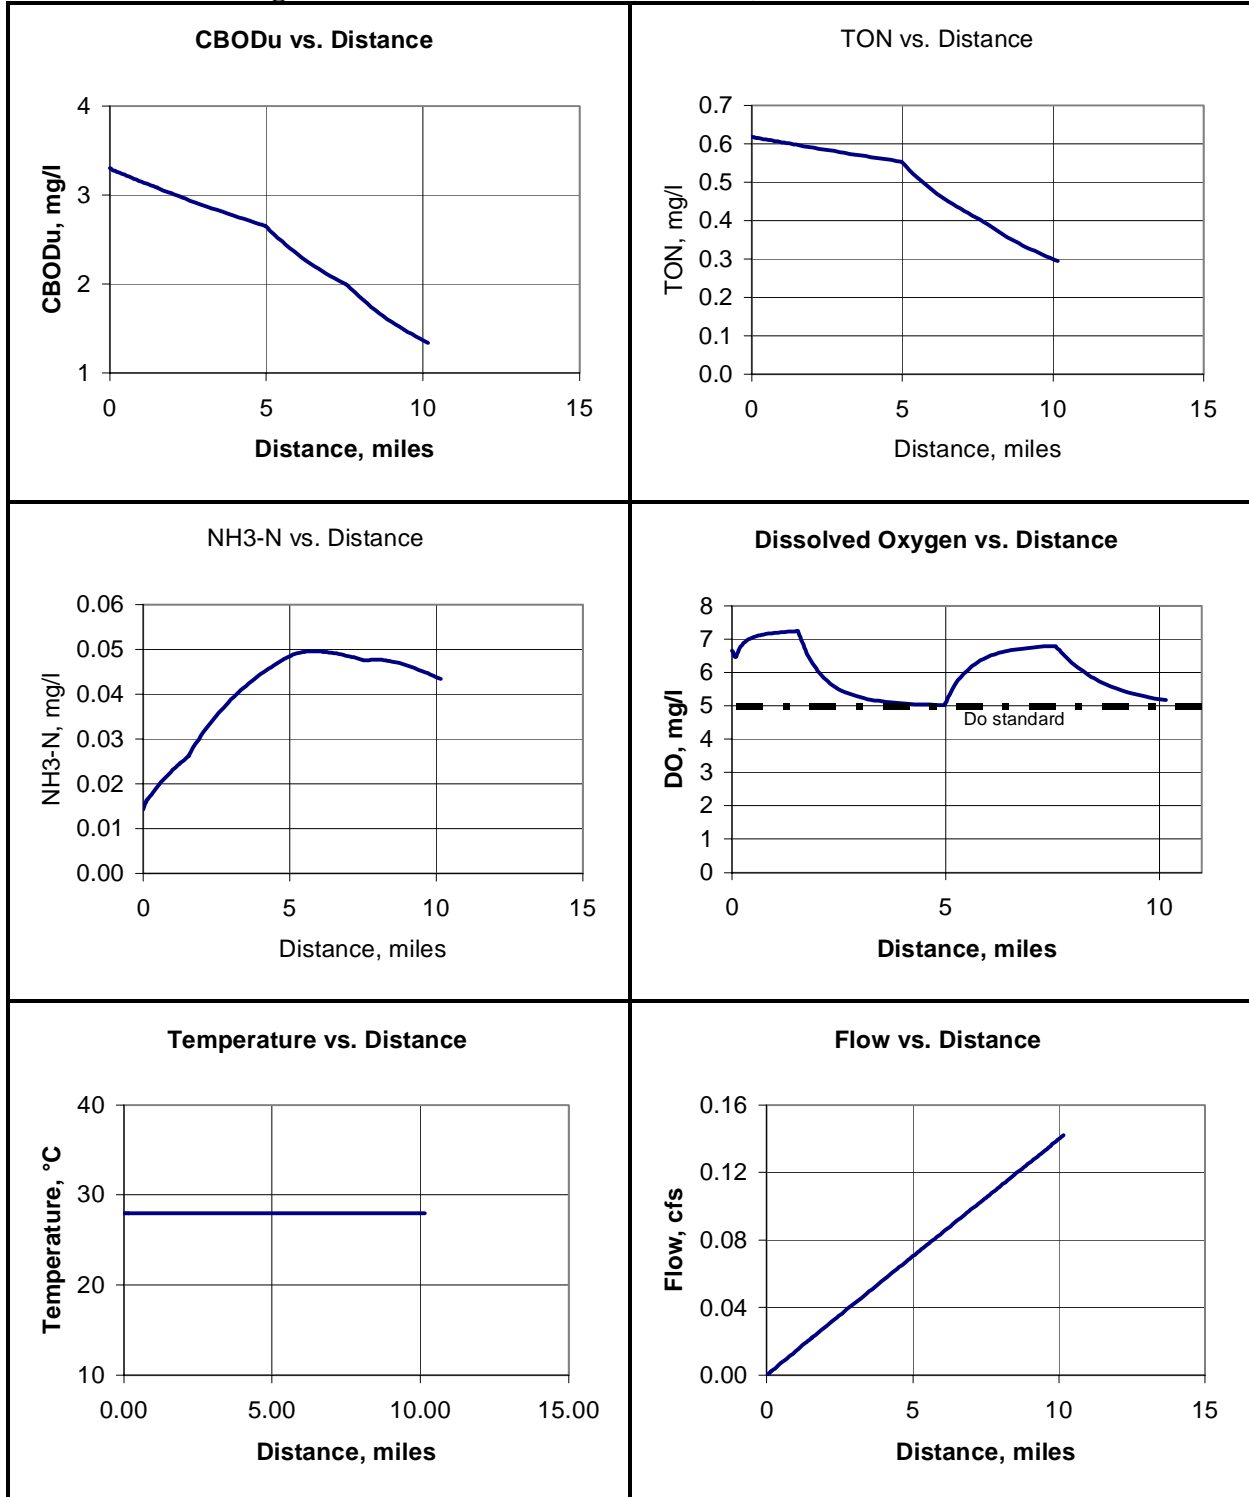 CBODu vs. Distance
4
3
2
1
CBODu, mg/l
0 5 10 15
Distance, miles
TON vs. Distance
0.7
0.6
0.5
0.4
0.3
0.2
0.1
0.0
TON, mg/l
0 5 10 15
Distance, miles
NH3-N vs. Distance
0.06
0.05
0.04
0.03
0.02
0.01
0.00
NH3-N, mg/l
0 5 10 15
Distance, miles
Dissolved Oxygen vs. Distance
8
7
6
5
4
3
2
1
0
DO, mg/l
Do standard
0 5 10
Distance, miles
Temperature vs. Distance
40
30
20
10
Temperature, °C
0.00 5.00 10.00 15.00
Distance, miles
Flow vs. Distance
0.16
0.12
0.08
0.04
0.00
Flow, cfs
0 5 10 15
Distance, miles